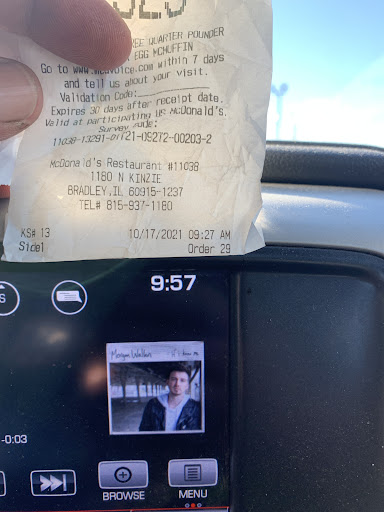 QUARTER POUNDER
EGG MCMUFFIN
Go to www.mcdvoice.com within 7 days
and tell us about your visit.
Validation Code:
Expires 30 days after receipt date.
Valid at participating US McDonald's.
Survey Code:
11038-13291-01121-09272-00203-2
McDonald's Restaurant #11038
1180 N KINZIE
BRADLEY,IL 60915-1237
TEL# 815-937-1180
KS# 13 10/17/2021 09:27 AM
Side1 Order 29
9:57
Morgan Wallen
-0:03
BROWSE MENU